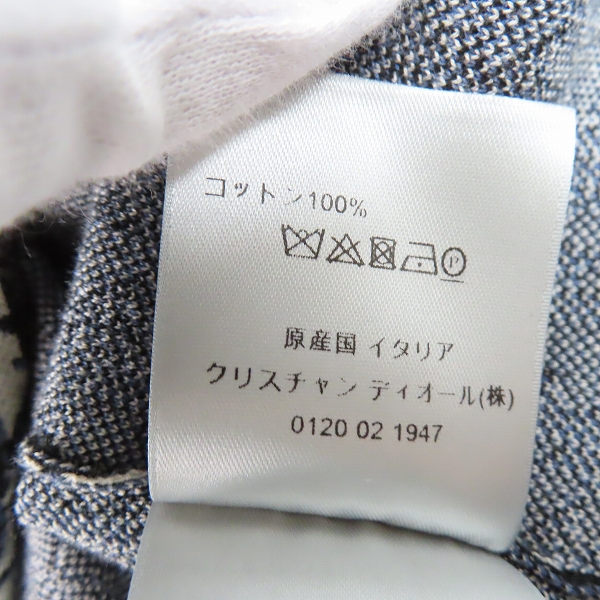 コットン100%
P
原産国 イタリア
クリスチャン ディオール(株)
0120 02 1947